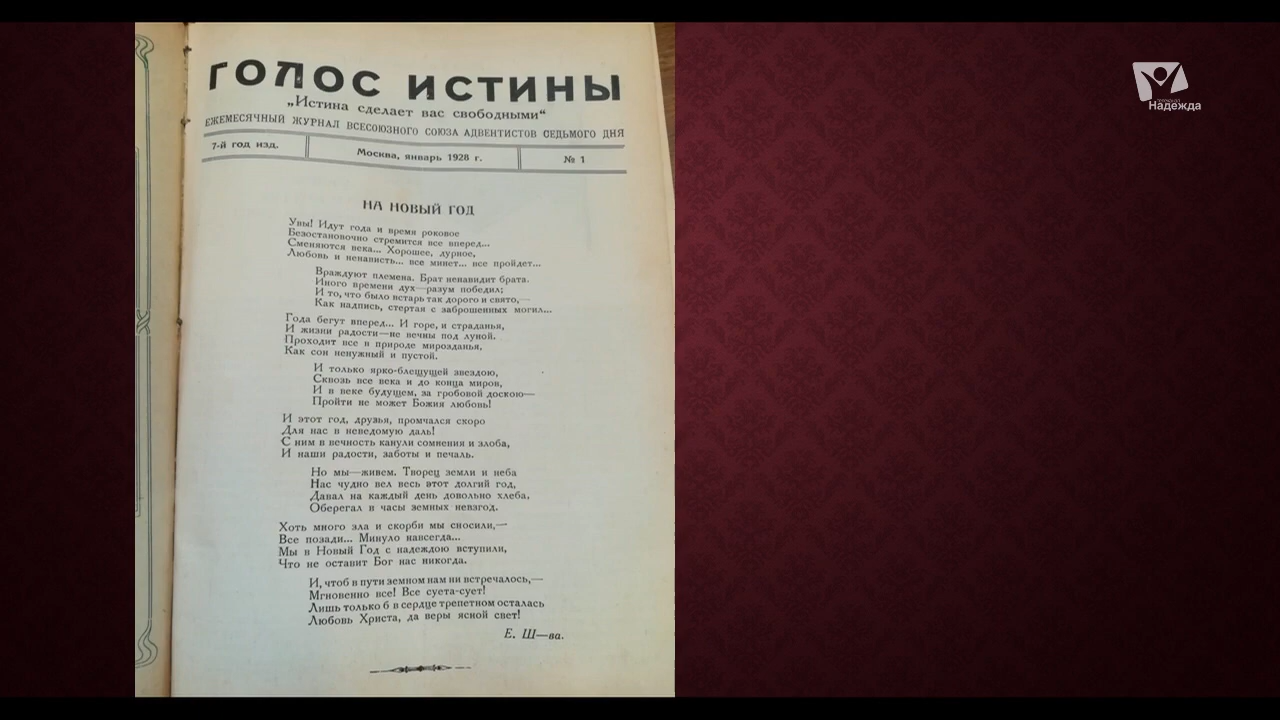 ГОЛОС ИСТИНЫ
„Истина сделает вас свободными“
ЕЖЕМЕСЯЧНЫЙ ЖУРНАЛ ВСЕСОЮЗНОГО СОЮЗА АДВЕНТИСТОВ СЕДЬМОГО ДНЯ
7-й год изд.
Москва, январь 1928 г.
№ 1
НА НОВЫЙ ГОД
Увы! Идут года и время роковое
Безостановочно стремится все вперед...
Сменяются века... Хорошее, дурное,
Любовь и ненависть... все минет... все пройдет...
Враждуют племена. Брат ненавидит брата.
Иного времени дух—разум победил;
И то, что было встарь так дорого и свято,—
Как надпись, стертая с заброшенных могил...
Года бегут вперед... И горе, и страданья,
И жизни радости—не вечны под луной.
Проходит все в природе мирозданья,
Как сон ненужный и пустой.
И только ярко-блещущей звездою,
Сквозь все века и до конца миров,
И в веке будущем, за гробовой доскою—
Пройти не может Божия любовь!
И этот год, друзья, промчался скоро
Для нас в неведомую даль!
С ним в вечность канули сомнения и злоба,
И наши радости, заботы и печаль.
Но мы—живем. Творец земли и неба
Нас чудно вел весь этот долгий год,
Давал на каждый день довольно хлеба,
Оберегал в часы земных невзгод.
Хоть много зла и скорби мы сносили,—
Все позади... Минуло навсегда...
Мы в Новый Год с надеждою вступили,
Что не оставит Бог нас никогда.
И, чтоб в пути земном нам ни встречалось,—
Мгновенно все! Все суета-сует!
Лишь только б в сердце трепетном осталась
Любовь Христа, да веры ясной свет!
Е. Ш—ва.
Надежда